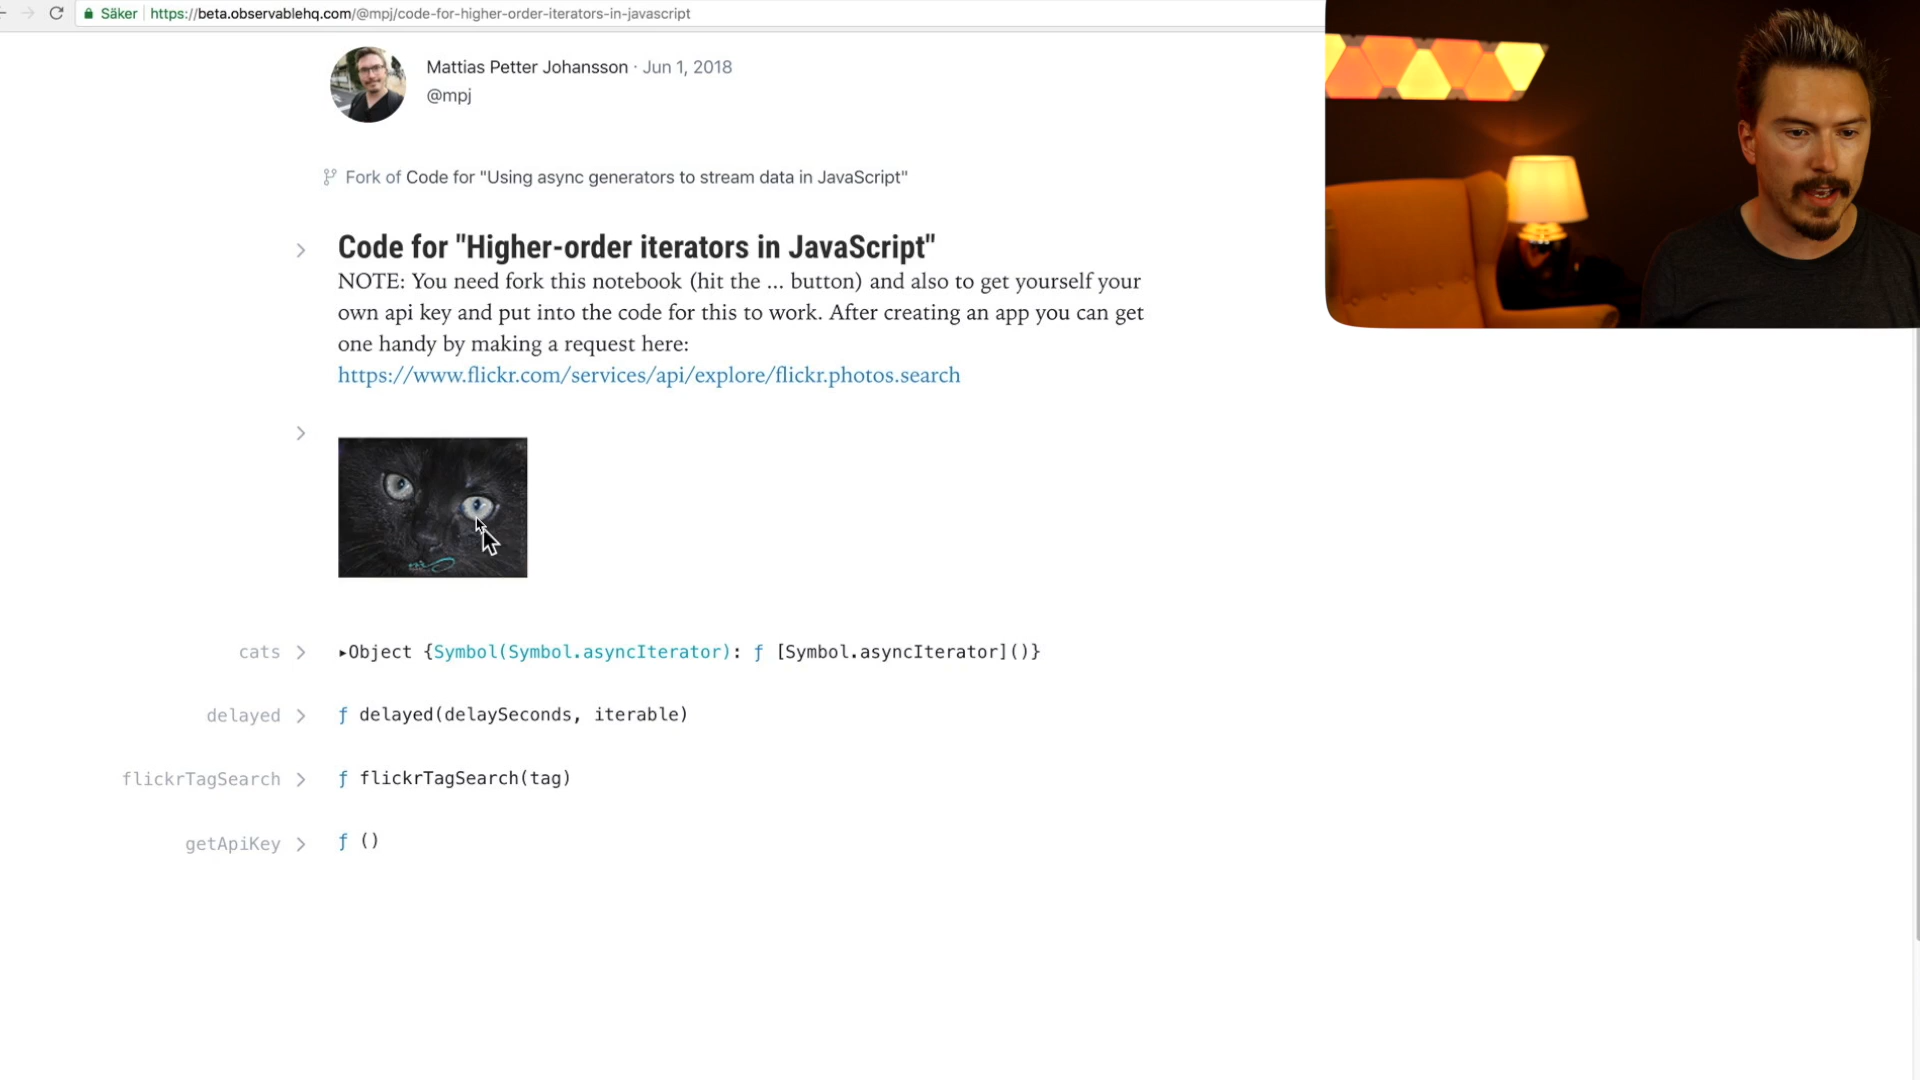 Säker https://beta.observablehq.com/@mpj/code-for-higher-order-iterators-in-javascript
Mattias Petter Johansson · Jun 1, 2018
@mpj
Fork of Code for "Using async generators to stream data in JavaScript"
Code for "Higher-order iterators in JavaScript"
NOTE: You need fork this notebook (hit the ... button) and also to get yourself your
own api key and put into the code for this to work. After creating an app you can get
one handy by making a request here:
https://www.flickr.com/services/api/explore/flickr.photos.search
cats ▸Object {Symbol(Symbol.asyncIterator): ƒ [Symbol.asyncIterator]()}
delayed ƒ delayed(delaySeconds, iterable)
flickrTagSearch ƒ flickrTagSearch(tag)
getApiKey ƒ ()